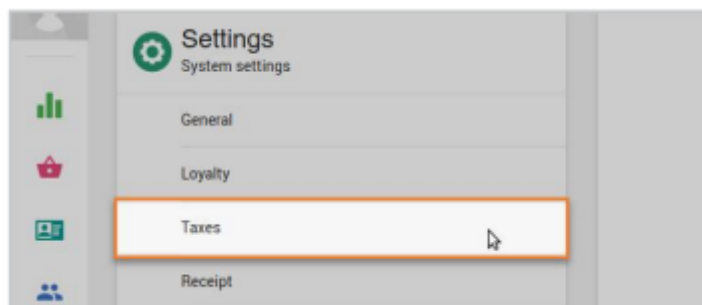 Settings
System settings
General
Loyalty
Taxes
Receipt